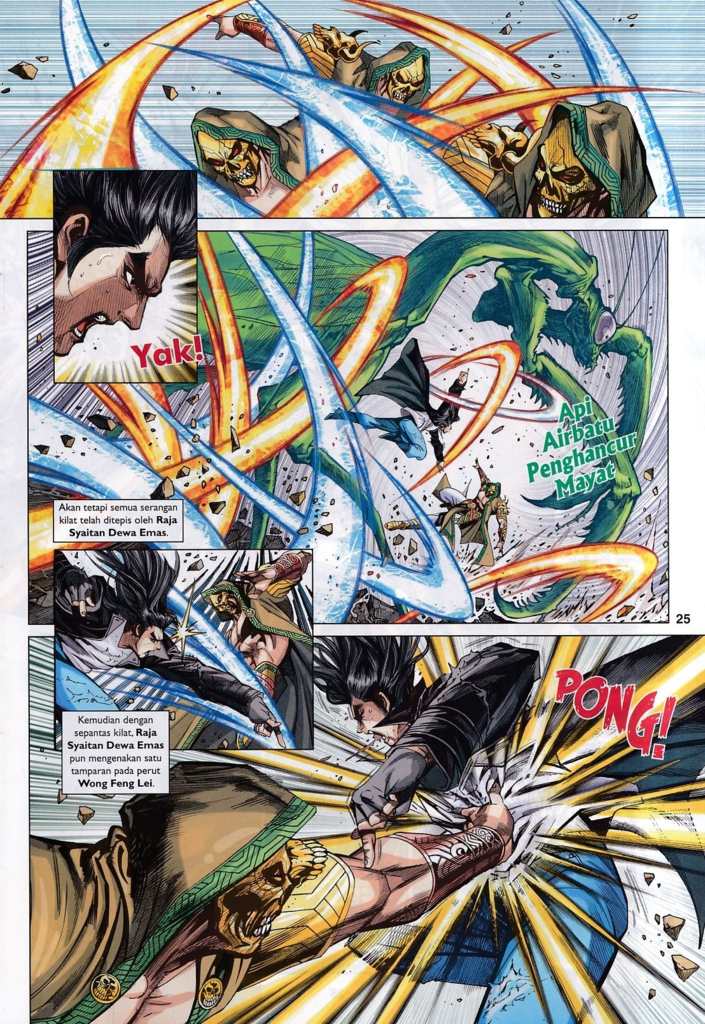 Yak!
Api
Airbatu
Penghancur
Mayat
Akan tetapi semua serangan
kilat telah ditepis oleh Raja
Syaitan Dewa Emas.
25
Kemudian dengan
sepantas kilat, Raja
Syaitan Dewa Emas
pun mengenakan satu
tamparan pada perut
Wong Feng Lei.
PONG!